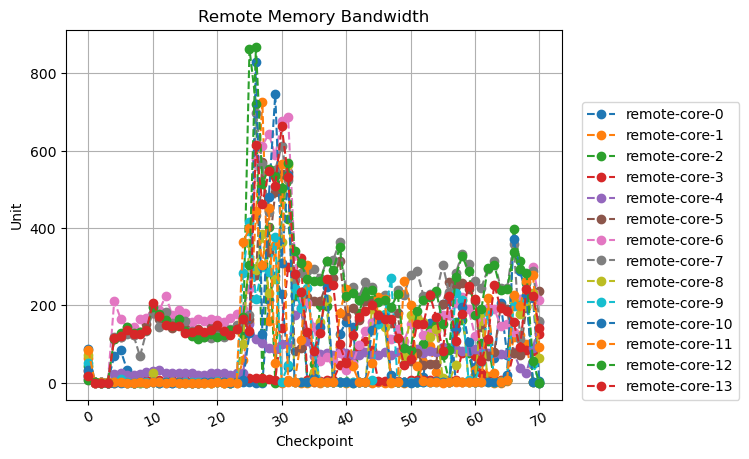 Remote Memory Bandwidth
Unit
800
600
400
200
0
0 10 20 30 40 50 60 70
Checkpoint
remote-core-0
remote-core-1
remote-core-2
remote-core-3
remote-core-4
remote-core-5
remote-core-6
remote-core-7
remote-core-8
remote-core-9
remote-core-10
remote-core-11
remote-core-12
remote-core-13